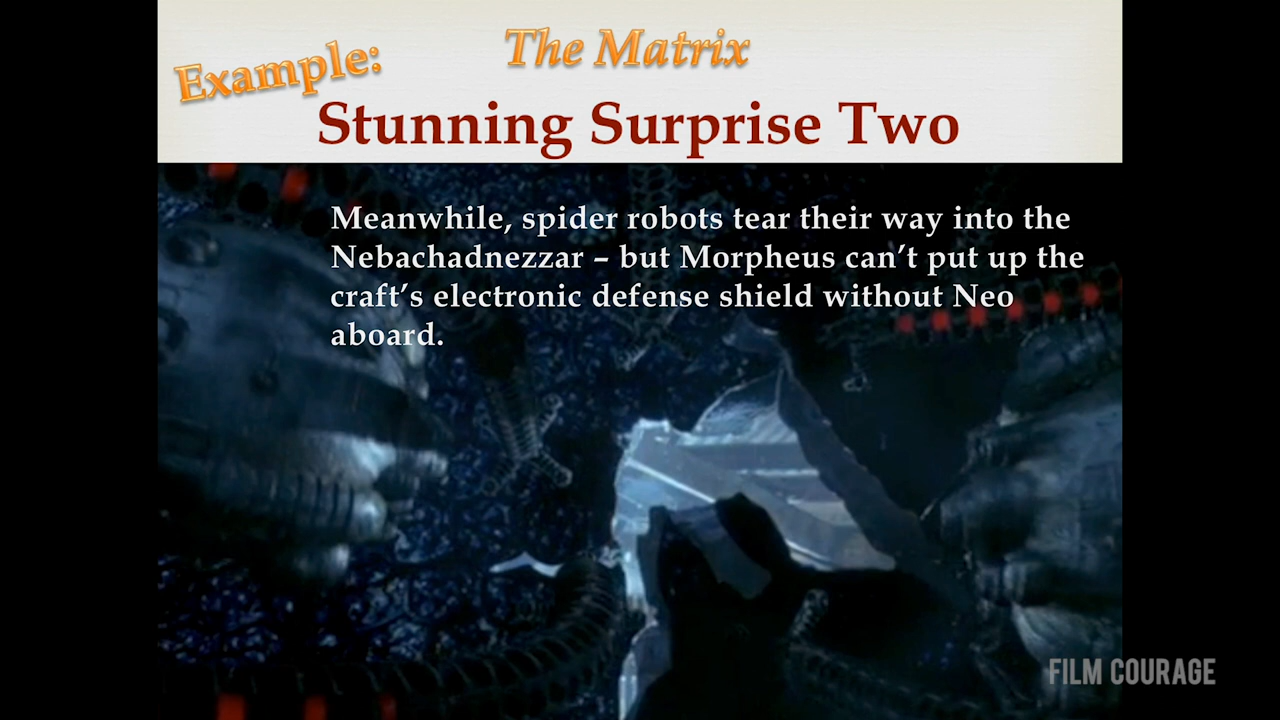 Example:
The Matrix
Stunning Surprise Two
Meanwhile, spider robots tear their way into the
Nebachadnezzar – but Morpheus can’t put up the
craft’s electronic defense shield without Neo
aboard.
FILM COURAGE